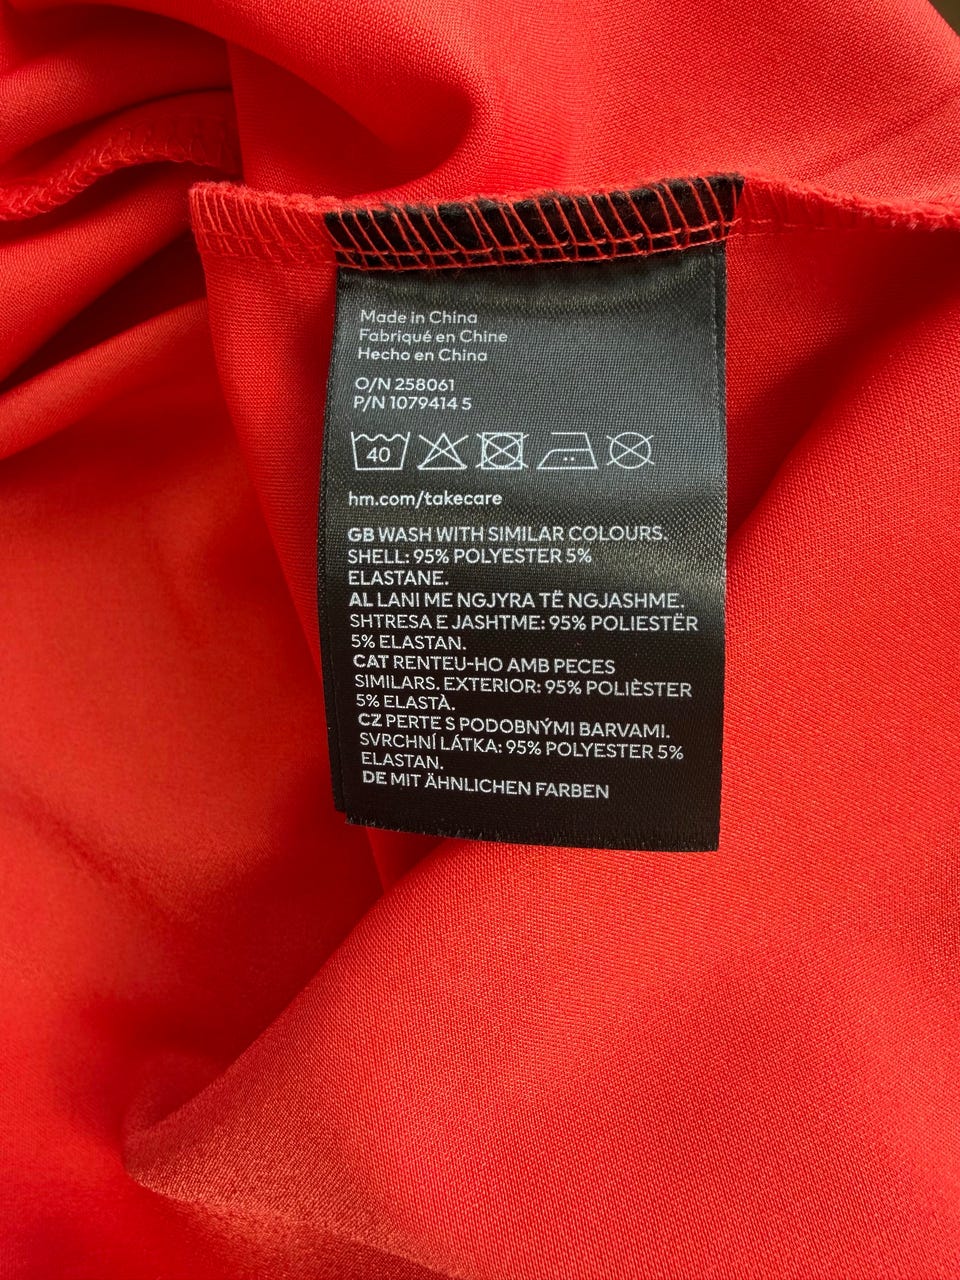 Made in China
Fabriqué en Chine
Hecho en China
O/N 258061
P/N 1079414 5
40
hm.com/takecare
GB WASH WITH SIMILAR COLOURS.
SHELL: 95% POLYESTER 5%
ELASTANE.
AL LANI ME NGJYRA TË NGJASHME.
SHTRESA E JASHTME: 95% POLIESTËR
5% ELASTAN.
CAT RENTEU-HO AMB PECES
SIMILARS. EXTERIOR: 95% POLIÈSTER
5% ELASTÀ.
CZ PERTE S PODOBNÝMI BARVAMI.
SVRCHNÍ LÁTKA: 95% POLYESTER 5%
ELASTAN.
DE MIT ÄHNLICHEN FARBEN